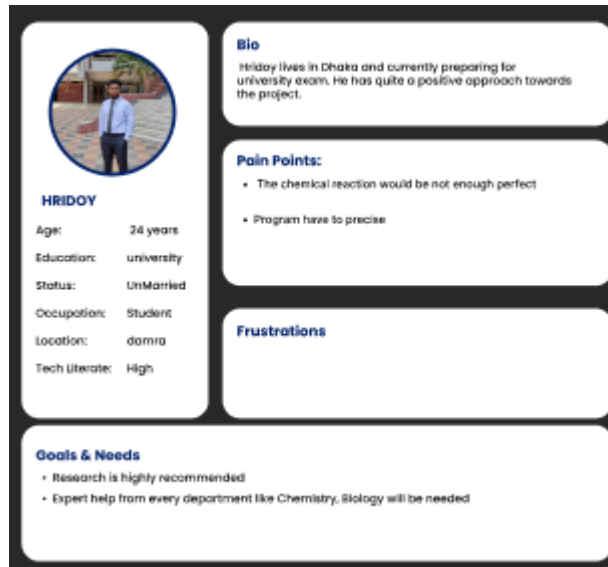 HRIDOY
Age: 24 years
Education: university
Status: UnMarried
Occupation: Student
Location: damra
Tech Literate: High
Bio
Hridoy lives in Dhaka and currently preparing for
university exam. He has quite a positive approach towards
the project.
Pain Points:
• The chemical reaction would be not enough perfect
• Program have to precise
Frustrations
Goals & Needs
• Research is highly recommended
• Expert help from every department like Chemistry, Biology will be needed